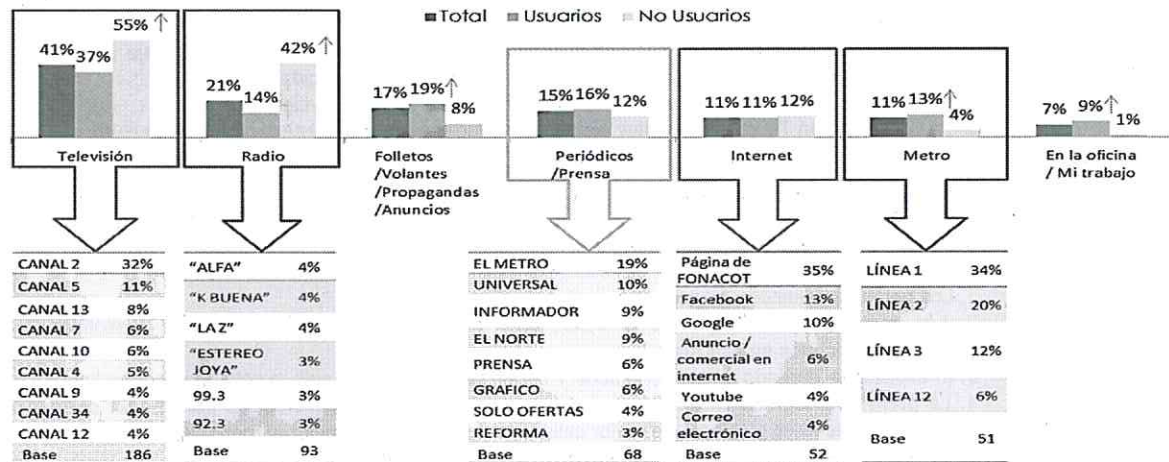 Total Usuarios No Usuarios
41% 37% 55% ↑
Televisión
21% 14% 42% ↑
Radio
17% 19% ↑ 8%
Folletos
/Volantes
/Propagandas
/Anuncios
15% 16% 12%
Periódicos
/Prensa
11% 11% 12%
Internet
11% 13% ↑ 4%
Metro
7% 9% ↑ 1%
En la oficina
/ Mi trabajo
CANAL 2 32%
CANAL 5 11%
CANAL 13 8%
CANAL 7 6%
CANAL 10 6%
CANAL 4 5%
CANAL 9 4%
CANAL 34 4%
CANAL 12 4%
Base 186
"ALFA" 4%
"K BUENA" 4%
"LA Z" 4%
"ESTEREO
JOYA" 3%
99.3 3%
92.3 3%
Base 93
EL METRO 19%
UNIVERSAL 10%
INFORMADOR 9%
EL NORTE 9%
PRENSA 6%
GRAFICO 6%
SOLO OFERTAS 4%
REFORMA 3%
Base 68
Página de
FONACOT 35%
Facebook 13%
Google 10%
Anuncio /
comercial en
internet 6%
Youtube 4%
Correo
electrónico 4%
Base 52
LÍNEA 1 34%
LÍNEA 2 20%
LÍNEA 3 12%
LÍNEA 12 6%
Base 51